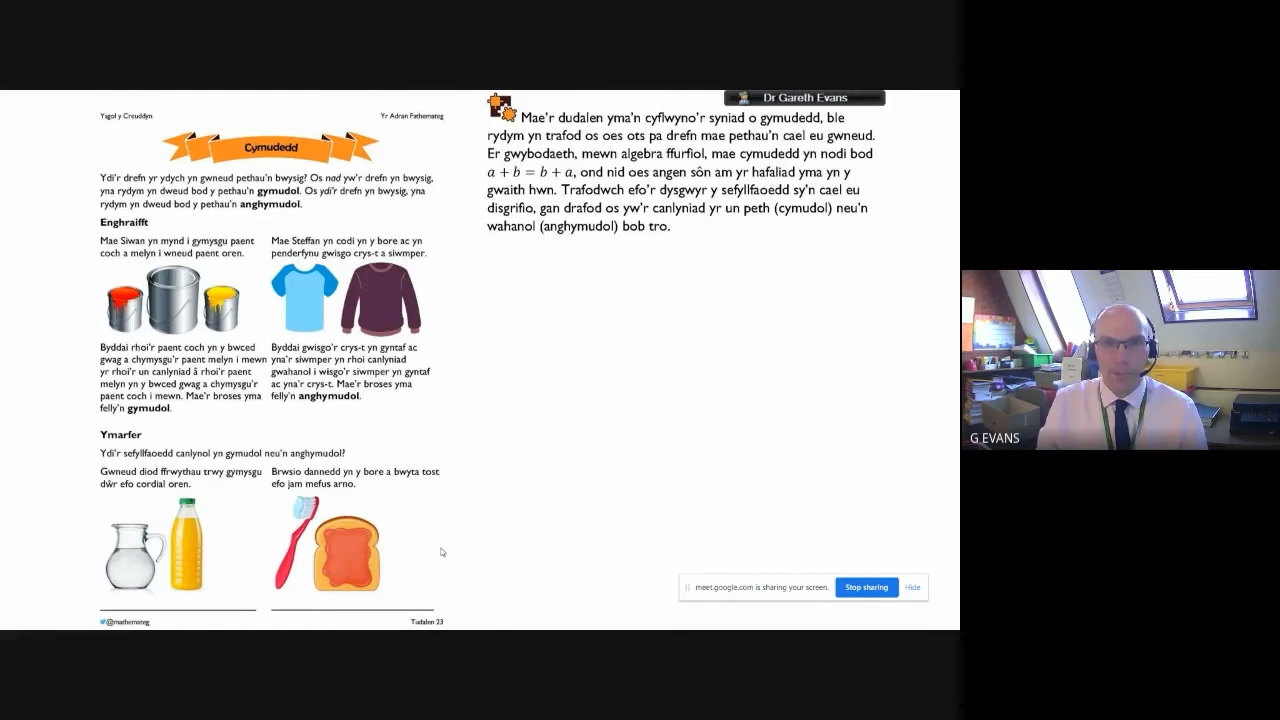 Ysgol y Creuddyn
Yr Adran Fathemateg
Cymudedd
Ydi'r drefn yr ydych yn gwneud pethau'n bwysig? Os nad yw'r drefn yn bwysig,
yna rydym yn dweud bod y pethau'n gymudol. Os ydi'r drefn yn bwysig, yna
rydym yn dweud bod y pethau'n anghymudol.
Enghraifft
Mae Siwan yn mynd i gymysgu paent
coch a melyn i wneud paent oren.
Mae Steffan yn codi yn y bore ac yn
penderfynu gwisgo crys-t a siwmper.
Byddai rhoi'r paent coch yn y bwced
gwag a chymysgu'r paent melyn i mewn
yr rhoi'r un canlyniad â rhoi'r paent
melyn yn y bwced gwag a chymysgu'r
paent coch i mewn. Mae'r broses yma
felly'n gymudol.
Byddai gwisgo'r crys-t yn gyntaf ac
yna'r siwmper yn rhoi canlyniad
gwahanol i wisgo'r siwmper yn gyntaf
ac yna'r crys-t. Mae'r broses yma
felly'n anghymudol.
Ymarfer
Ydi'r sefyllfaoedd canlynol yn gymudol neu'n anghymudol?
Gwneud diod ffrwythau trwy gymysgu
dŵr efo cordial oren.
Brwsio dannedd yn y bore a bwyta tost
efo jam mefus arno.
@mathemateg
Tudalen 23
Dr Gareth Evans
Mae'r dudalen yma'n cyflwyno'r syniad o gymudedd, ble
rydym yn trafod os oes ots pa drefn mae pethau'n cael eu gwneud.
Er gwybodaeth, mewn algebra ffurfiol, mae cymudedd yn nodi bod
a + b = b + a, ond nid oes angen sôn am yr hafaliad yma yn y
gwaith hwn. Trafodwch efo'r dysgwyr y sefyllfaoedd sy'n cael eu
disgrifio, gan drafod os yw'r canlyniad yr un peth (cymudol) neu'n
wahanol (anghymudol) bob tro.
meet.google.com is sharing your screen.
Stop sharing
Hide
G EVANS